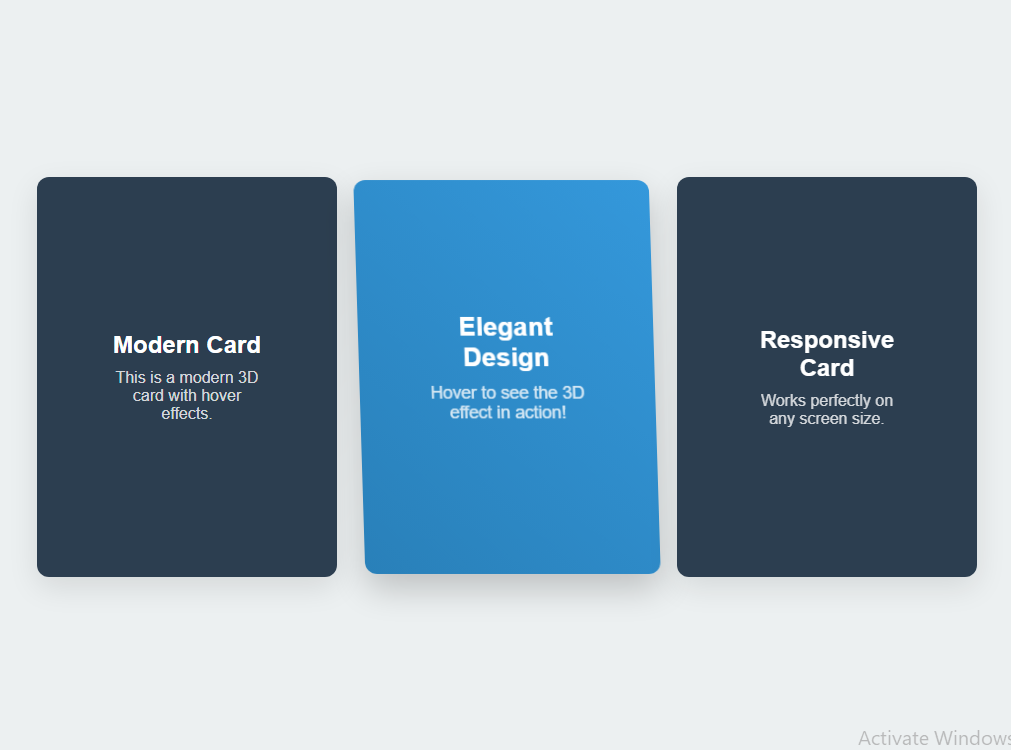 Modern Card
This is a modern 3D
card with hover
effects.
Elegant
Design
Hover to see the 3D
effect in action!
Responsive
Card
Works perfectly on
any screen size.
Activate Windows